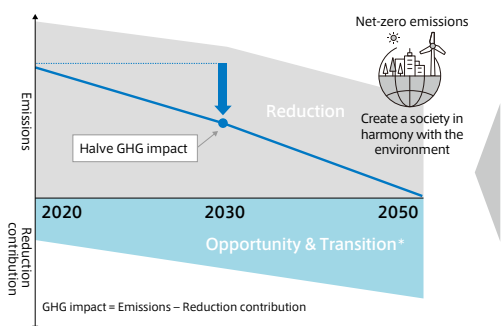 Net-zero emissions
Create a society in
harmony with the
environment
Emissions
Reduction
Halve GHG impact
2020
2030
2050
Reduction
contribution
Opportunity & Transition*
GHG impact = Emissions – Reduction contribution